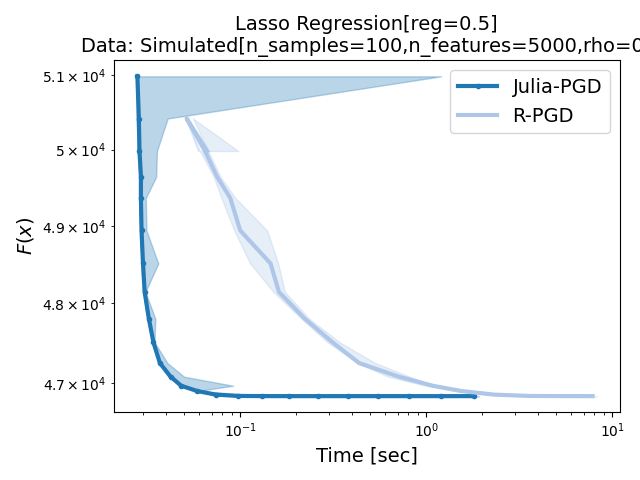 Lasso Regression[reg=0.5]
Data: Simulated[n_samples=100,n_features=5000,rho=0
5.1 × 10⁴
5 × 10⁴
4.9 × 10⁴
4.8 × 10⁴
4.7 × 10⁴
F(x)
Julia-PGD
R-PGD
10⁻¹
10⁰
10¹
Time [sec]